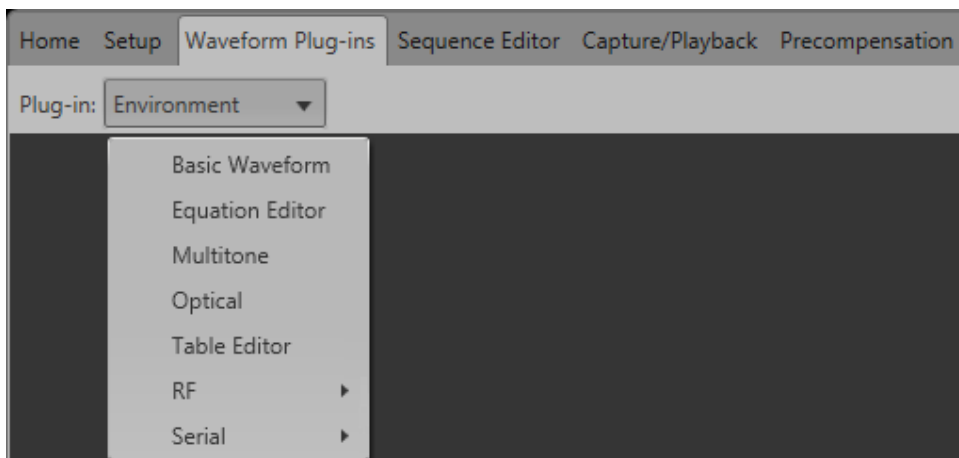 Home Setup Waveform Plug-ins Sequence Editor Capture/Playback Precompensation
Plug-in: Environment
Basic Waveform
Equation Editor
Multitone
Optical
Table Editor
RF
Serial